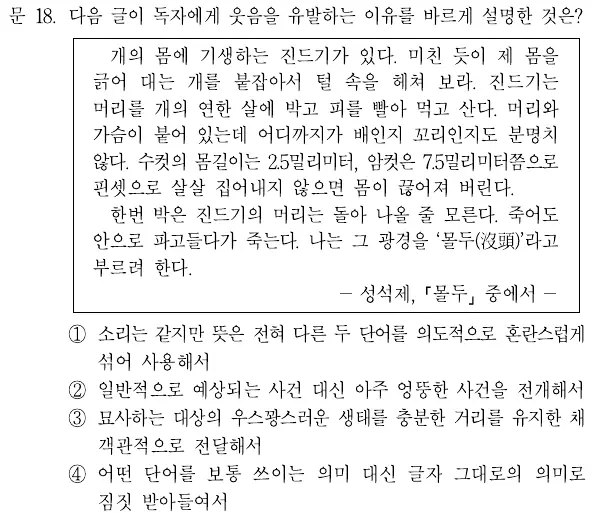 문 18. 다음 글이 독자에게 웃음을 유발하는 이유를 바르게 설명한 것은?
개의 몸에 기생하는 진드기가 있다. 미친 듯이 제 몸을
긁어 대는 개를 붙잡아서 털 속을 헤쳐 보라. 진드기는
머리를 개의 연한 살에 박고 피를 빨아 먹고 산다. 머리와
가슴이 붙어 있는데 어디까지가 배인지 꼬리인지도 분명치
않다. 수컷의 몸길이는 2.5밀리미터, 암컷은 7.5밀리미터쯤으로
핀셋으로 살살 집어내지 않으면 몸이 끊어져 버린다.
한번 박은 진드기의 머리는 돌아 나올 줄 모른다. 죽어도
안으로 파고들다가 죽는다. 나는 그 광경을 ‘몰두(沒頭)’라고
부르려 한다.
－ 성석제, 『몰두』 중에서 －
① 소리는 같지만 뜻은 전혀 다른 두 단어를 의도적으로 혼란스럽게
섞어 사용해서
② 일반적으로 예상되는 사건 대신 아주 엉뚱한 사건을 전개해서
③ 묘사하는 대상의 우스꽝스러운 생태를 충분한 거리를 유지한 채
객관적으로 전달해서
④ 어떤 단어를 보통 쓰이는 의미 대신 글자 그대로의 의미로
짐짓 받아들여서